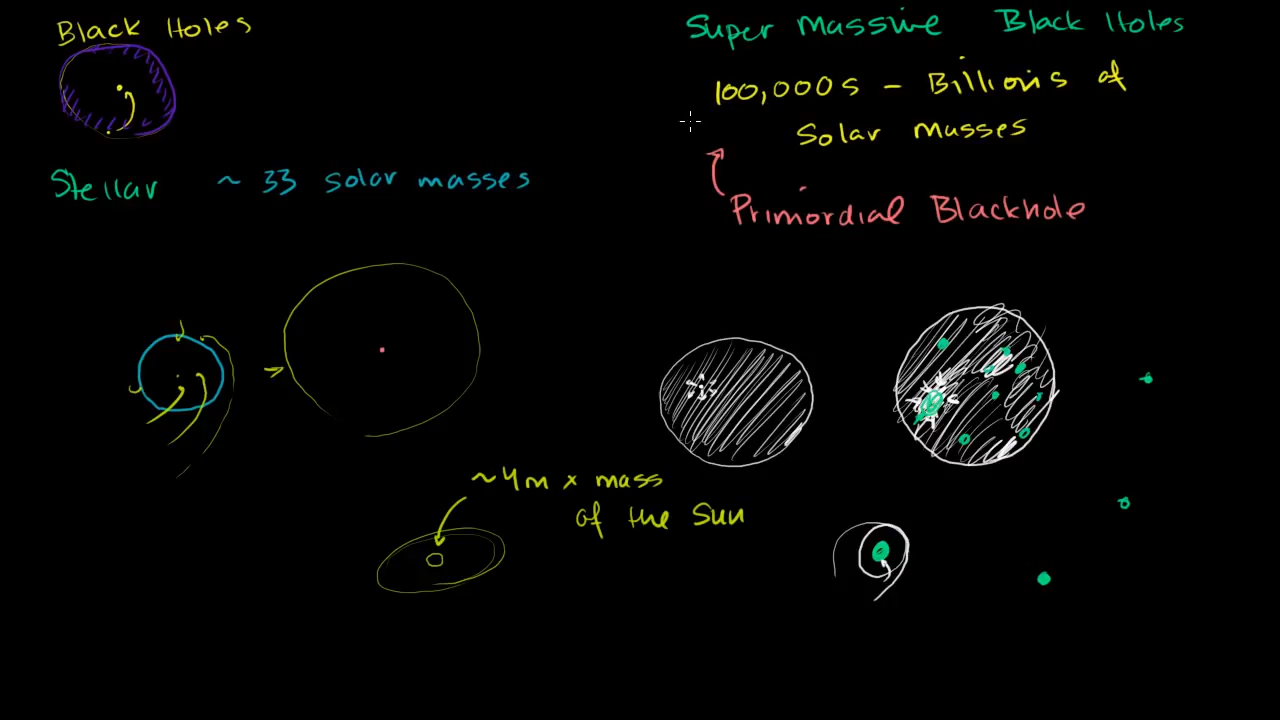 Black Holes
Super Massive Black Holes
100,000s - Billions of
Solar Masses
Stellar ~ 33 solar masses
Primordial Blackhole
~4m x mass
of the Sun